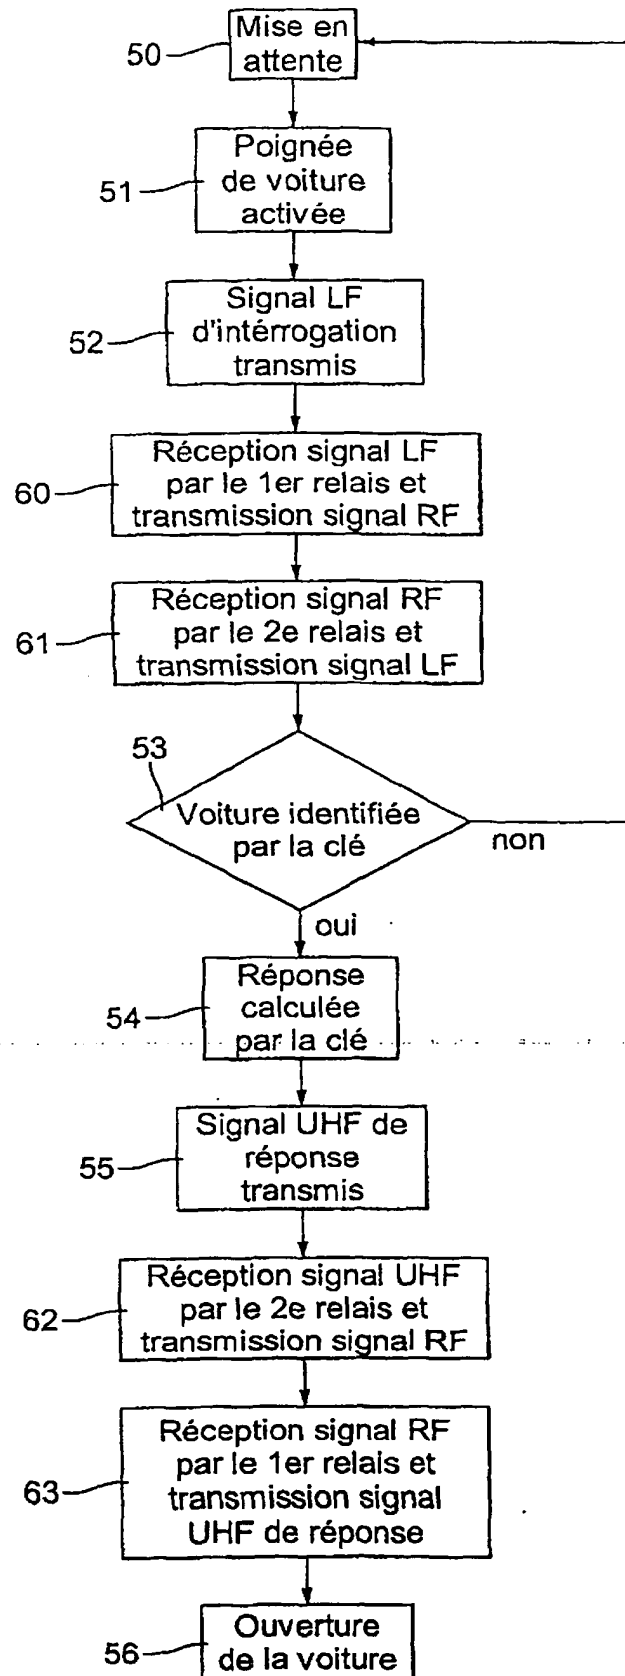 50
Mise en
attente
51
Poignée
de voiture
activée
52
Signal LF
d'intérrogation
transmis
60
Réception signal LF
par le 1er relais et
transmission signal RF
61
Réception signal RF
par le 2e relais et
transmission signal LF
53
Voiture identifiée
par la clé
non
oui
54
Réponse
calculée
par la clé
55
Signal UHF de
réponse
transmis
62
Réception signal UHF
par le 2e relais et
transmission signal RF
63
Réception signal RF
par le 1er relais et
transmission signal
UHF de réponse
56
Ouverture
de la voiture